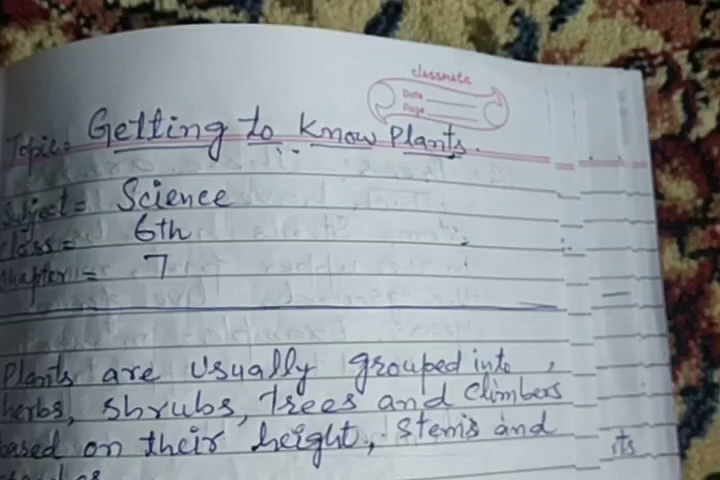 classmate
Date
Page
Topic = Getting to Know Plants.
Subject = Science
Class = 6th
Chapter = 7
Plants are usually grouped into,
herbs, shrubs, trees and climbers
based on their height, stems and
its